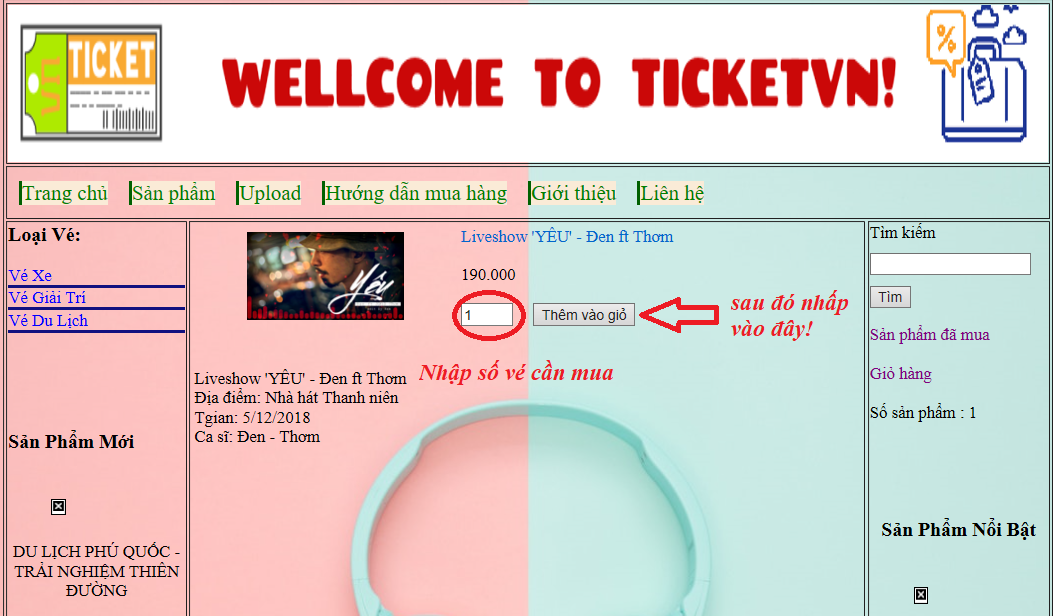 vn
TICKET
WELLCOME TO TICKETVN!
%
Trang chủ
Sản phẩm
Upload
Hướng dẫn mua hàng
Giới thiệu
Liên hệ
Loại Vé:
Vé Xe
Vé Giải Trí
Vé Du Lịch
Sản Phẩm Mới
DU LỊCH PHÚ QUỐC -
TRẢI NGHIỆM THIÊN
ĐƯỜNG
Yêu
Liveshow 'YÊU' - Đen ft Thơm
190.000
1
Thêm vào giỏ
sau đó nhấp
vào đây!
Nhập số vé cần mua
Liveshow 'YÊU' - Đen ft Thơm
Địa điểm: Nhà hát Thanh niên
Tgian: 5/12/2018
Ca sĩ: Đen - Thơm
Tìm kiếm
Tìm
Sản phẩm đã mua
Giỏ hàng
Số sản phẩm : 1
Sản Phẩm Nổi Bật